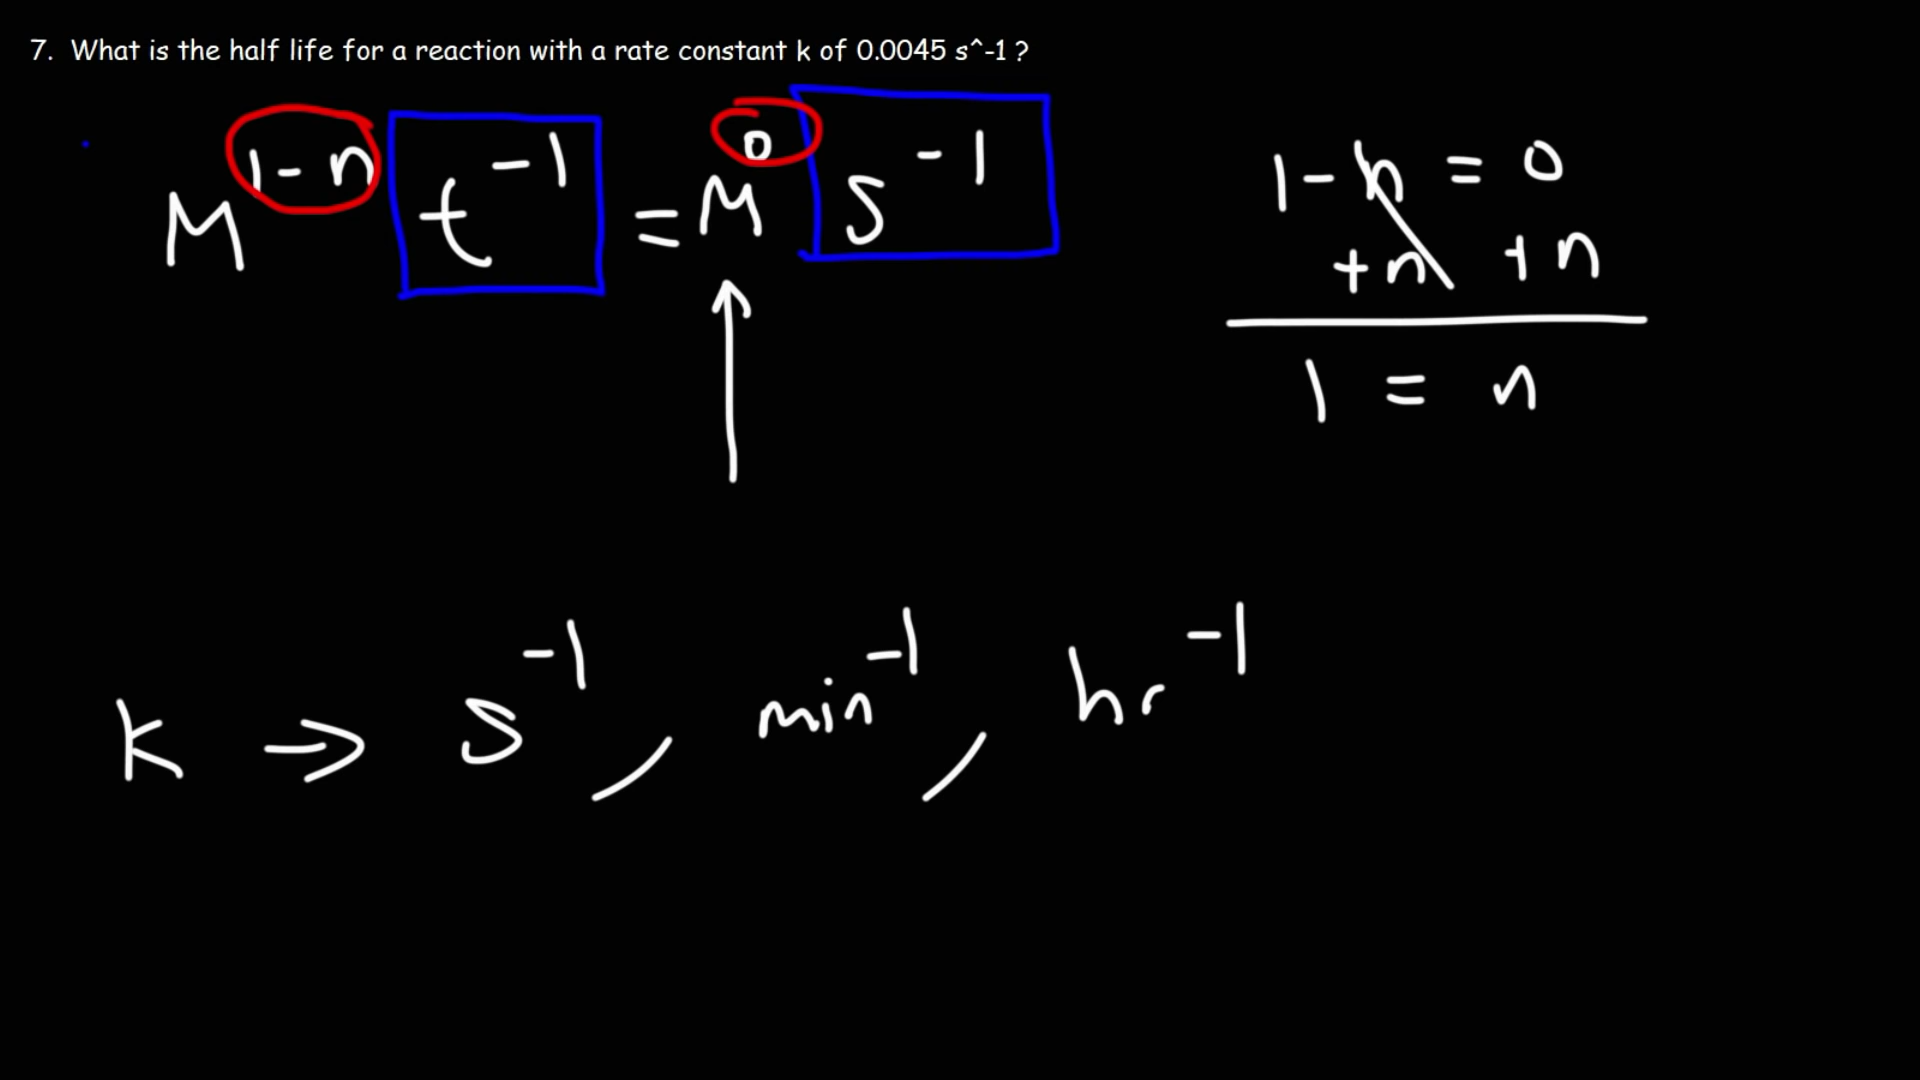 7. What is the half life for a reaction with a rate constant k of 0.0045 s^-1 ?
M^{1-n} t^{-1} = M^0 s^{-1}
1 - n = 0
+n +n
1 = n
k → s^{-1}, min^{-1}, hr^{-1}